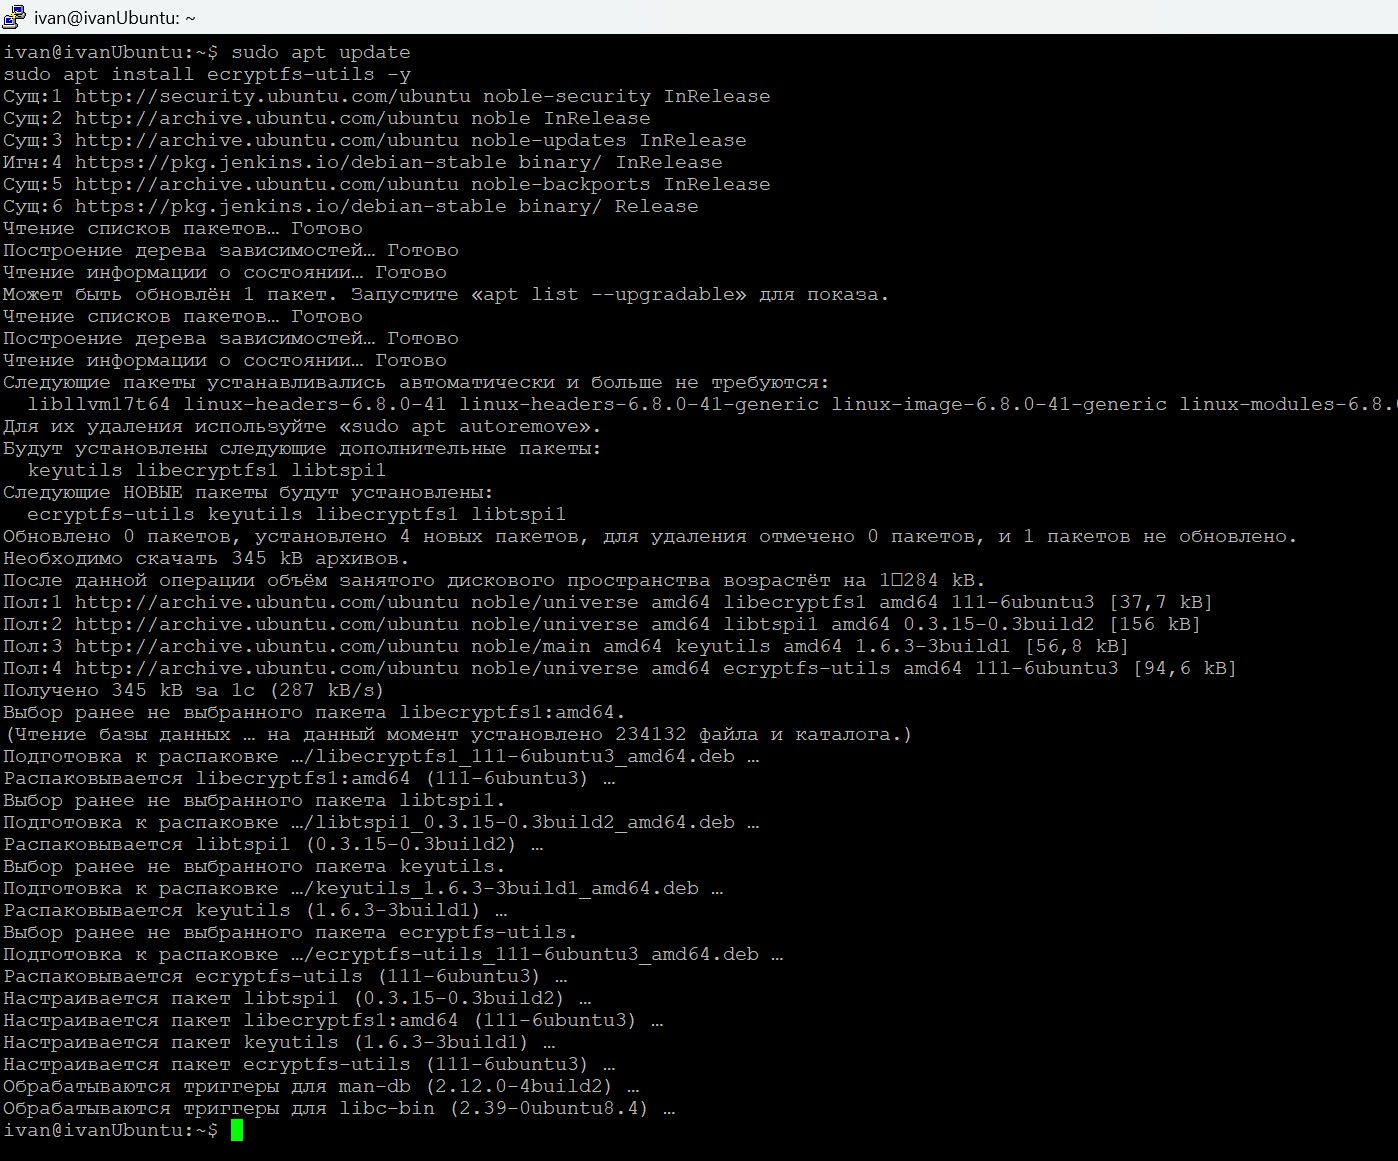 ivan@ivanUbuntu: ~
ivan@ivanUbuntu:~$ sudo apt update
sudo apt install ecryptfs-utils -y
Сущ:1 http://security.ubuntu.com/ubuntu noble-security InRelease
Сущ:2 http://archive.ubuntu.com/ubuntu noble InRelease
Сущ:3 http://archive.ubuntu.com/ubuntu noble-updates InRelease
Игн:4 https://pkg.jenkins.io/debian-stable binary/ InRelease
Сущ:5 http://archive.ubuntu.com/ubuntu noble-backports InRelease
Сущ:6 https://pkg.jenkins.io/debian-stable binary/ Release
Чтение списков пакетов… Готово
Построение дерева зависимостей… Готово
Чтение информации о состоянии… Готово
Может быть обновлён 1 пакет. Запустите «apt list --upgradable» для показа.
Чтение списков пакетов… Готово
Построение дерева зависимостей… Готово
Чтение информации о состоянии… Готово
Следующие пакеты устанавливались автоматически и больше не требуются:
  libllvm17t64 linux-headers-6.8.0-41 linux-headers-6.8.0-41-generic linux-image-6.8.0-41-generic linux-modules-6.8.
Для их удаления используйте «sudo apt autoremove».
Будут установлены следующие дополнительные пакеты:
  keyutils libecryptfs1 libtspi1
Следующие НОВЫЕ пакеты будут установлены:
  ecryptfs-utils keyutils libecryptfs1 libtspi1
Обновлено 0 пакетов, установлено 4 новых пакетов, для удаления отмечено 0 пакетов, и 1 пакетов не обновлено.
Необходимо скачать 345 kB архивов.
После данной операции объём занятого дискового пространства возрастёт на 1□284 kB.
Пол:1 http://archive.ubuntu.com/ubuntu noble/universe amd64 libecryptfs1 amd64 111-6ubuntu3 [37,7 kB]
Пол:2 http://archive.ubuntu.com/ubuntu noble/universe amd64 libtspi1 amd64 0.3.15-0.3build2 [156 kB]
Пол:3 http://archive.ubuntu.com/ubuntu noble/main amd64 keyutils amd64 1.6.3-3build1 [56,8 kB]
Пол:4 http://archive.ubuntu.com/ubuntu noble/universe amd64 ecryptfs-utils amd64 111-6ubuntu3 [94,6 kB]
Получено 345 kB за 1с (287 kB/s)
Выбор ранее не выбранного пакета libecryptfs1:amd64.
(Чтение базы данных … на данный момент установлено 234132 файла и каталога.)
Подготовка к распаковке …/libecryptfs1_111-6ubuntu3_amd64.deb …
Распаковывается libecryptfs1:amd64 (111-6ubuntu3) …
Выбор ранее не выбранного пакета libtspi1.
Подготовка к распаковке …/libtspi1_0.3.15-0.3build2_amd64.deb …
Распаковывается libtspi1 (0.3.15-0.3build2) …
Выбор ранее не выбранного пакета keyutils.
Подготовка к распаковке …/keyutils_1.6.3-3build1_amd64.deb …
Распаковывается keyutils (1.6.3-3build1) …
Выбор ранее не выбранного пакета ecryptfs-utils.
Подготовка к распаковке …/ecryptfs-utils_111-6ubuntu3_amd64.deb …
Распаковывается ecryptfs-utils (111-6ubuntu3) …
Настраивается пакет libtspi1 (0.3.15-0.3build2) …
Настраивается пакет libecryptfs1:amd64 (111-6ubuntu3) …
Настраивается пакет keyutils (1.6.3-3build1) …
Настраивается пакет ecryptfs-utils (111-6ubuntu3) …
Обрабатываются триггеры для man-db (2.12.0-4build2) …
Обрабатываются триггеры для libc-bin (2.39-0ubuntu8.4) …
ivan@ivanUbuntu:~$